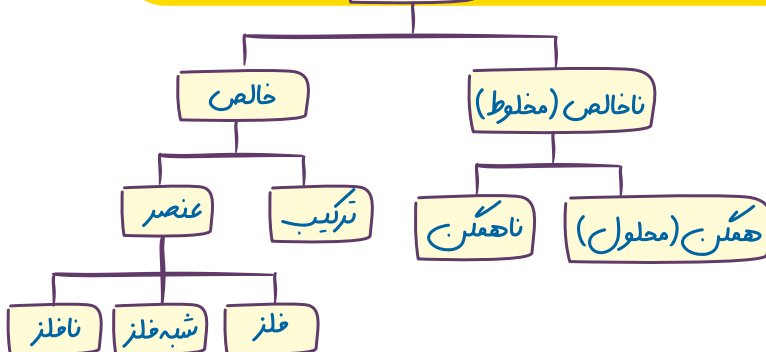 ناخالص (مخلوط)
خالص
همگن (محلول)
ناهمگن
ترکیب
عنصر
فلز
شبه فلز
نافلز